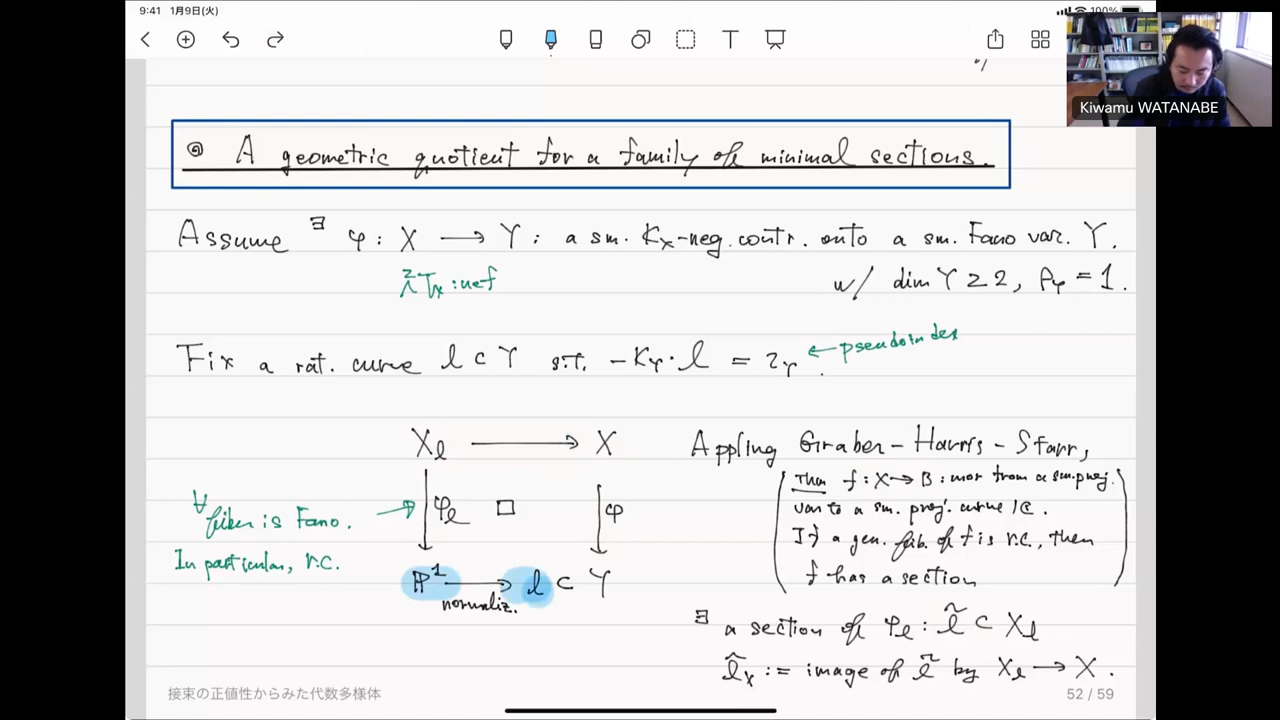 9:41 1月9日(火)
100%
Kiwamu WATANABE
◎ A geometric quotient for a family of minimal sections.
Assume ∃ φ : X → Y : a sm. K_X-neg. contr. onto a sm. Fano var. Y.
∧²T_X : nef
w/ dim Y ≥ 2, ρ_Y = 1.
Fix a rat. curve l ⊂ Y s.t. -K_Y · l = ι_Y ← pseudoindex
X_l → X
φ_l □ φ
∀ fiber is Fano. →
In particular, r.c.
ℙ¹ → l ⊂ Y
normaliz.
Appling Graber-Harris-Starr,
( Thm f : X → B : mor from a sm. proj.
var to a sm. proj. curve /ℂ.
If a gen. fib. of f is r.c., then
f has a section )
∃ a section of φ_l : l̃ ⊂ X_l
l̃_X := image of l̃ by X_l → X.
接束の正値性からみた代数多様体
52 / 59